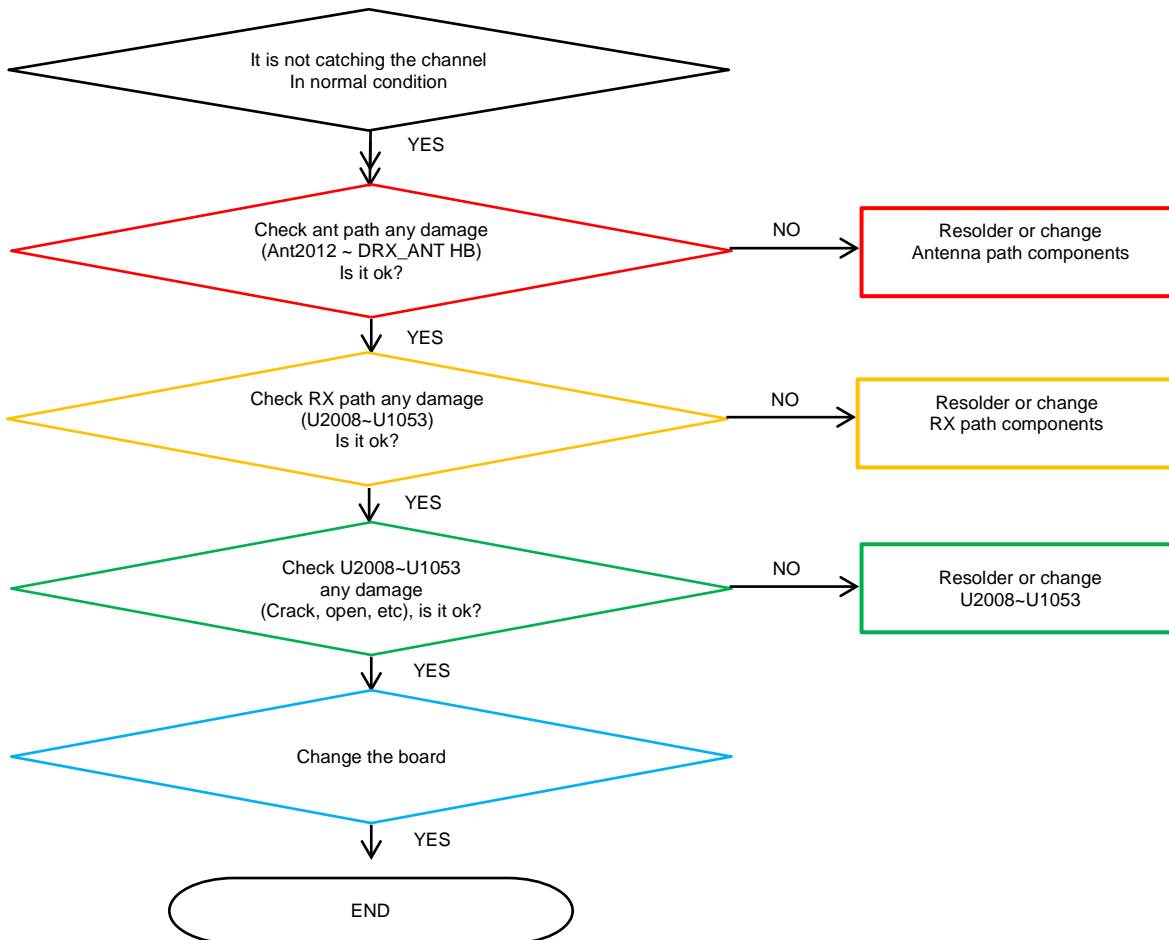 It is not catching the channel
In normal condition
YES
Check ant path any damage
(Ant2012 ~ DRX_ANT HB)
Is it ok?
NO
Resolder or change
Antenna path components
YES
Check RX path any damage
(U2008~U1053)
Is it ok?
NO
Resolder or change
RX path components
YES
Check U2008~U1053
any damage
(Crack, open, etc), is it ok?
NO
Resolder or change
U2008~U1053
YES
Change the board
YES
END